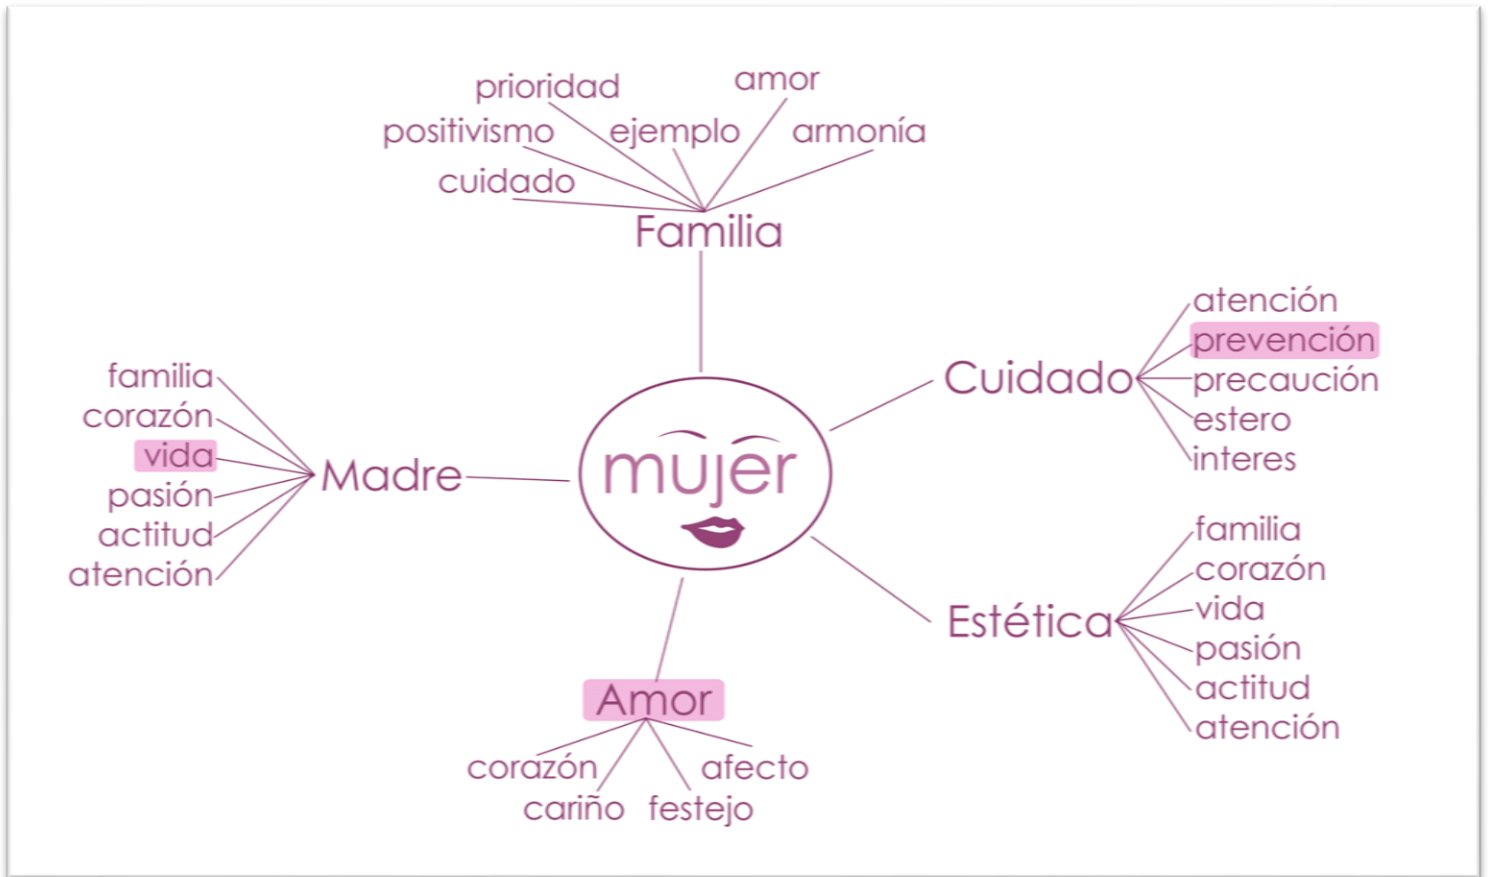 prioridad
amor
positivismo
ejemplo
armonía
cuidado
Familia
familia
corazón
vida
pasión
actitud
atención
Madre
mujer
Cuidado
atención
prevención
precaución
estero
interes
Estética
familia
corazón
vida
pasión
actitud
atención
Amor
corazón
afecto
cariño
festejo